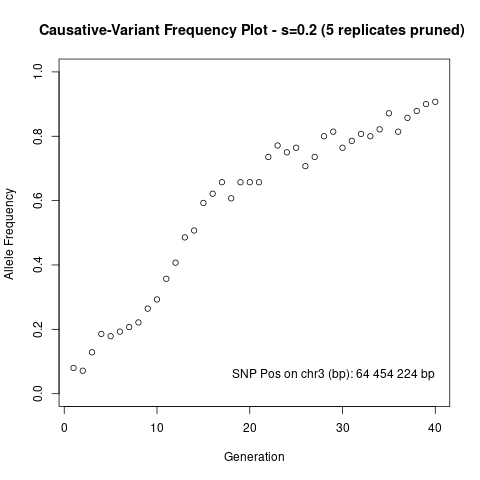 Causative-Variant Frequency Plot - s=0.2 (5 replicates pruned)
Allele Frequency
1.0
0.8
0.6
0.4
0.2
0.0
SNP Pos on chr3 (bp): 64 454 224 bp
0 10 20 30 40
Generation